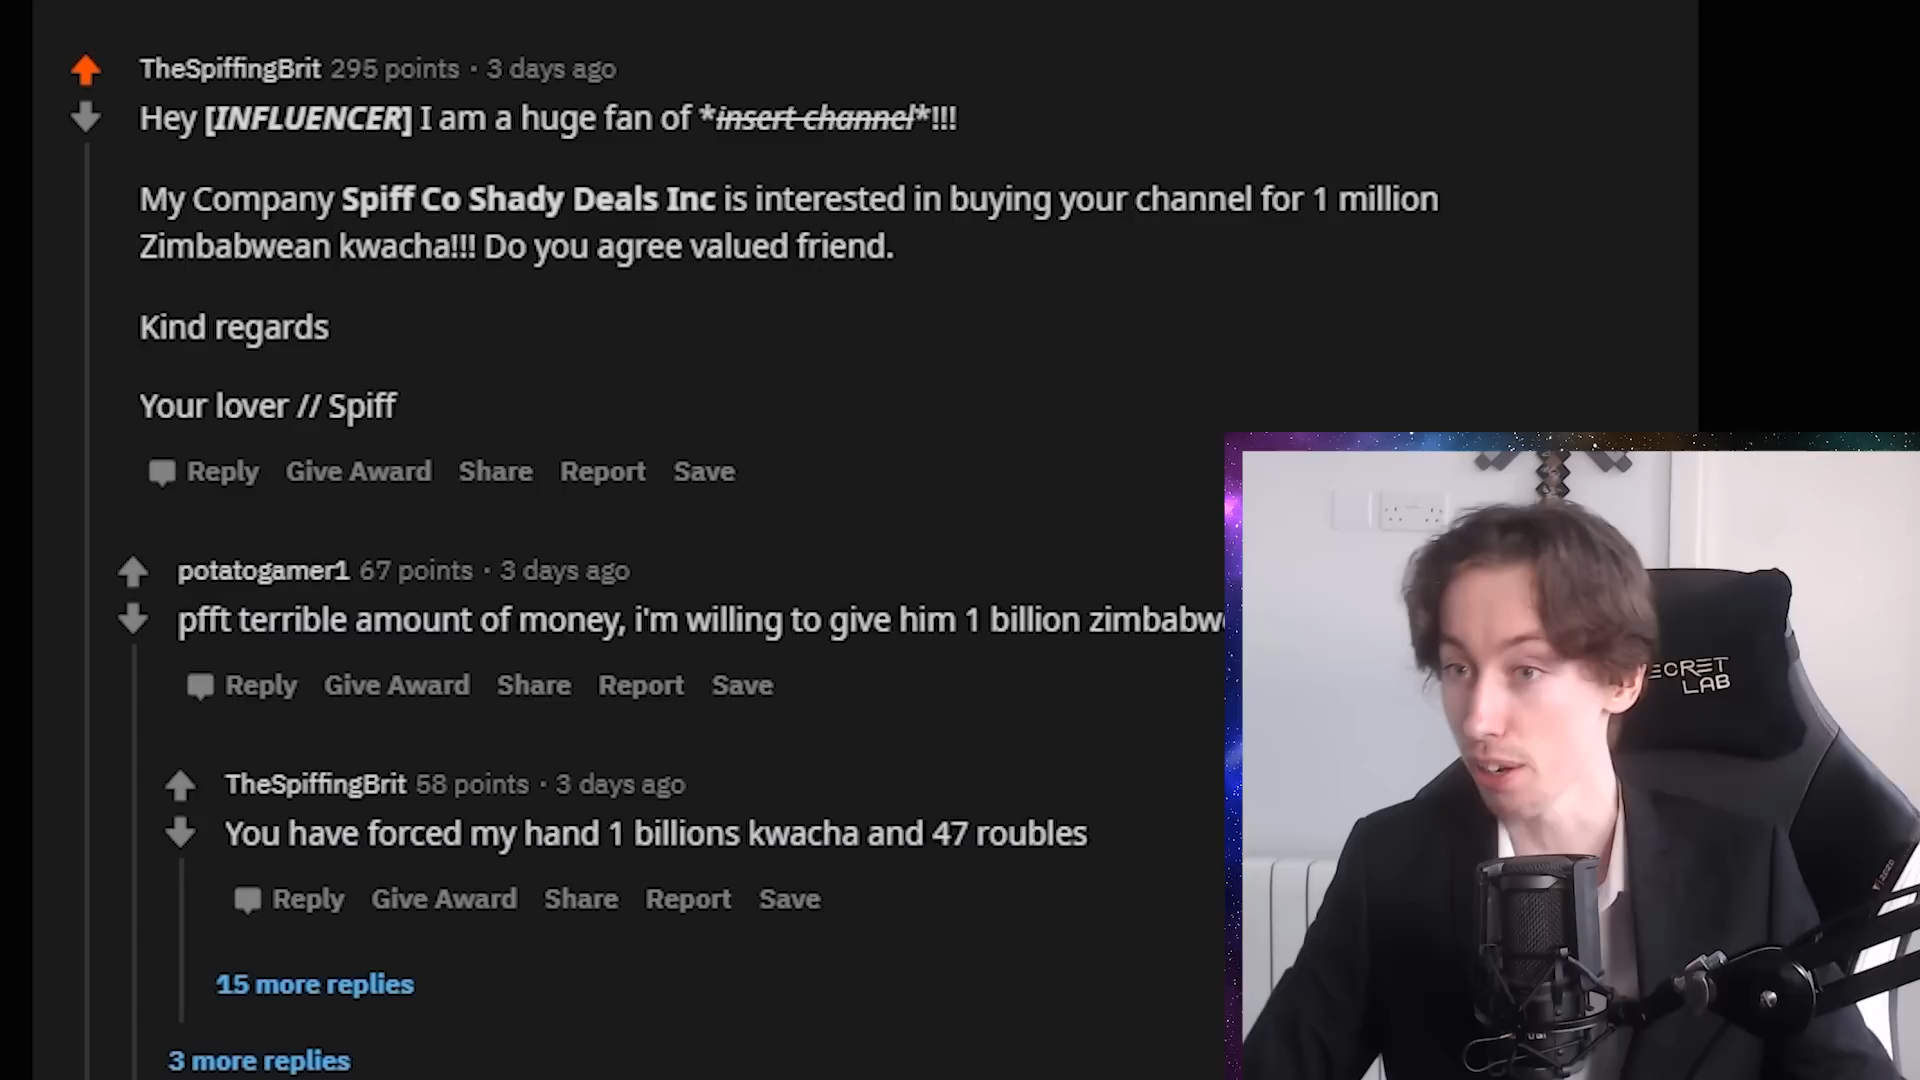 TheSpiffingBrit 295 points · 3 days ago
Hey [INFLUENCER] I am a huge fan of *insert channel*!!!
My Company Spiff Co Shady Deals Inc is interested in buying your channel for 1 million
Zimbabwean kwacha!!! Do you agree valued friend.
Kind regards
Your lover // Spiff
Reply Give Award Share Report Save
potatogamer1 67 points · 3 days ago
pfft terrible amount of money, i'm willing to give him 1 billion
Reply Give Award Share Report Save
TheSpiffingBrit 58 points · 3 days ago
You have forced my hand 1 billions kwacha and 47 roubles
Reply Give Award Share Report Save
15 more replies
3 more replies
ECRET
LAB